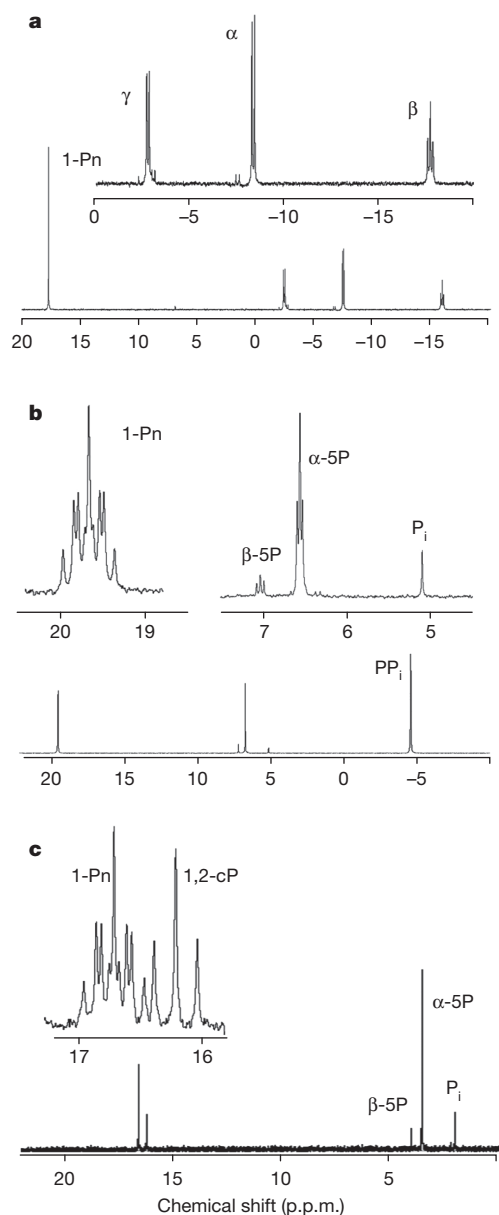 a
γ
α
β
1-Pn
0 −5 −10 −15
20 15 10 5 0 −5 −10 −15
b
1-Pn
α-5P
β-5P
Pi
20 19
7 6 5
PPi
20 15 10 5 0 −5
c
1-Pn
1,2-cP
17 16
α-5P
β-5P
Pi
20 15 10 5 0
Chemical shift (p.p.m.)